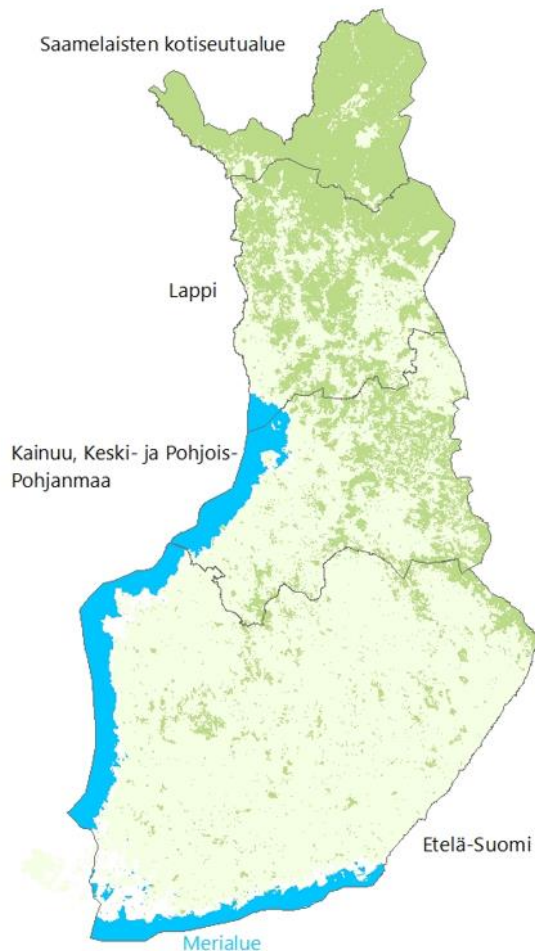 Saamelaisten kotiseutualue
Lappi
Kainuu, Keski- ja Pohjois-
Pohjanmaa
Etelä-Suomi
Merialue